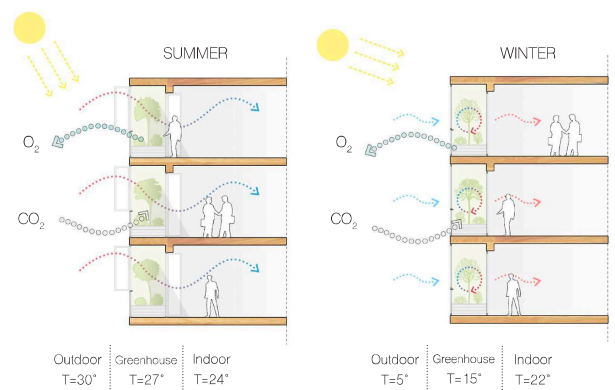 SUMMER
O₂
CO₂
Outdoor
T=30°
Greenhouse
T=27°
Indoor
T=24°
WINTER
O₂
CO₂
Outdoor
T=5°
Greenhouse
T=15°
Indoor
T=22°